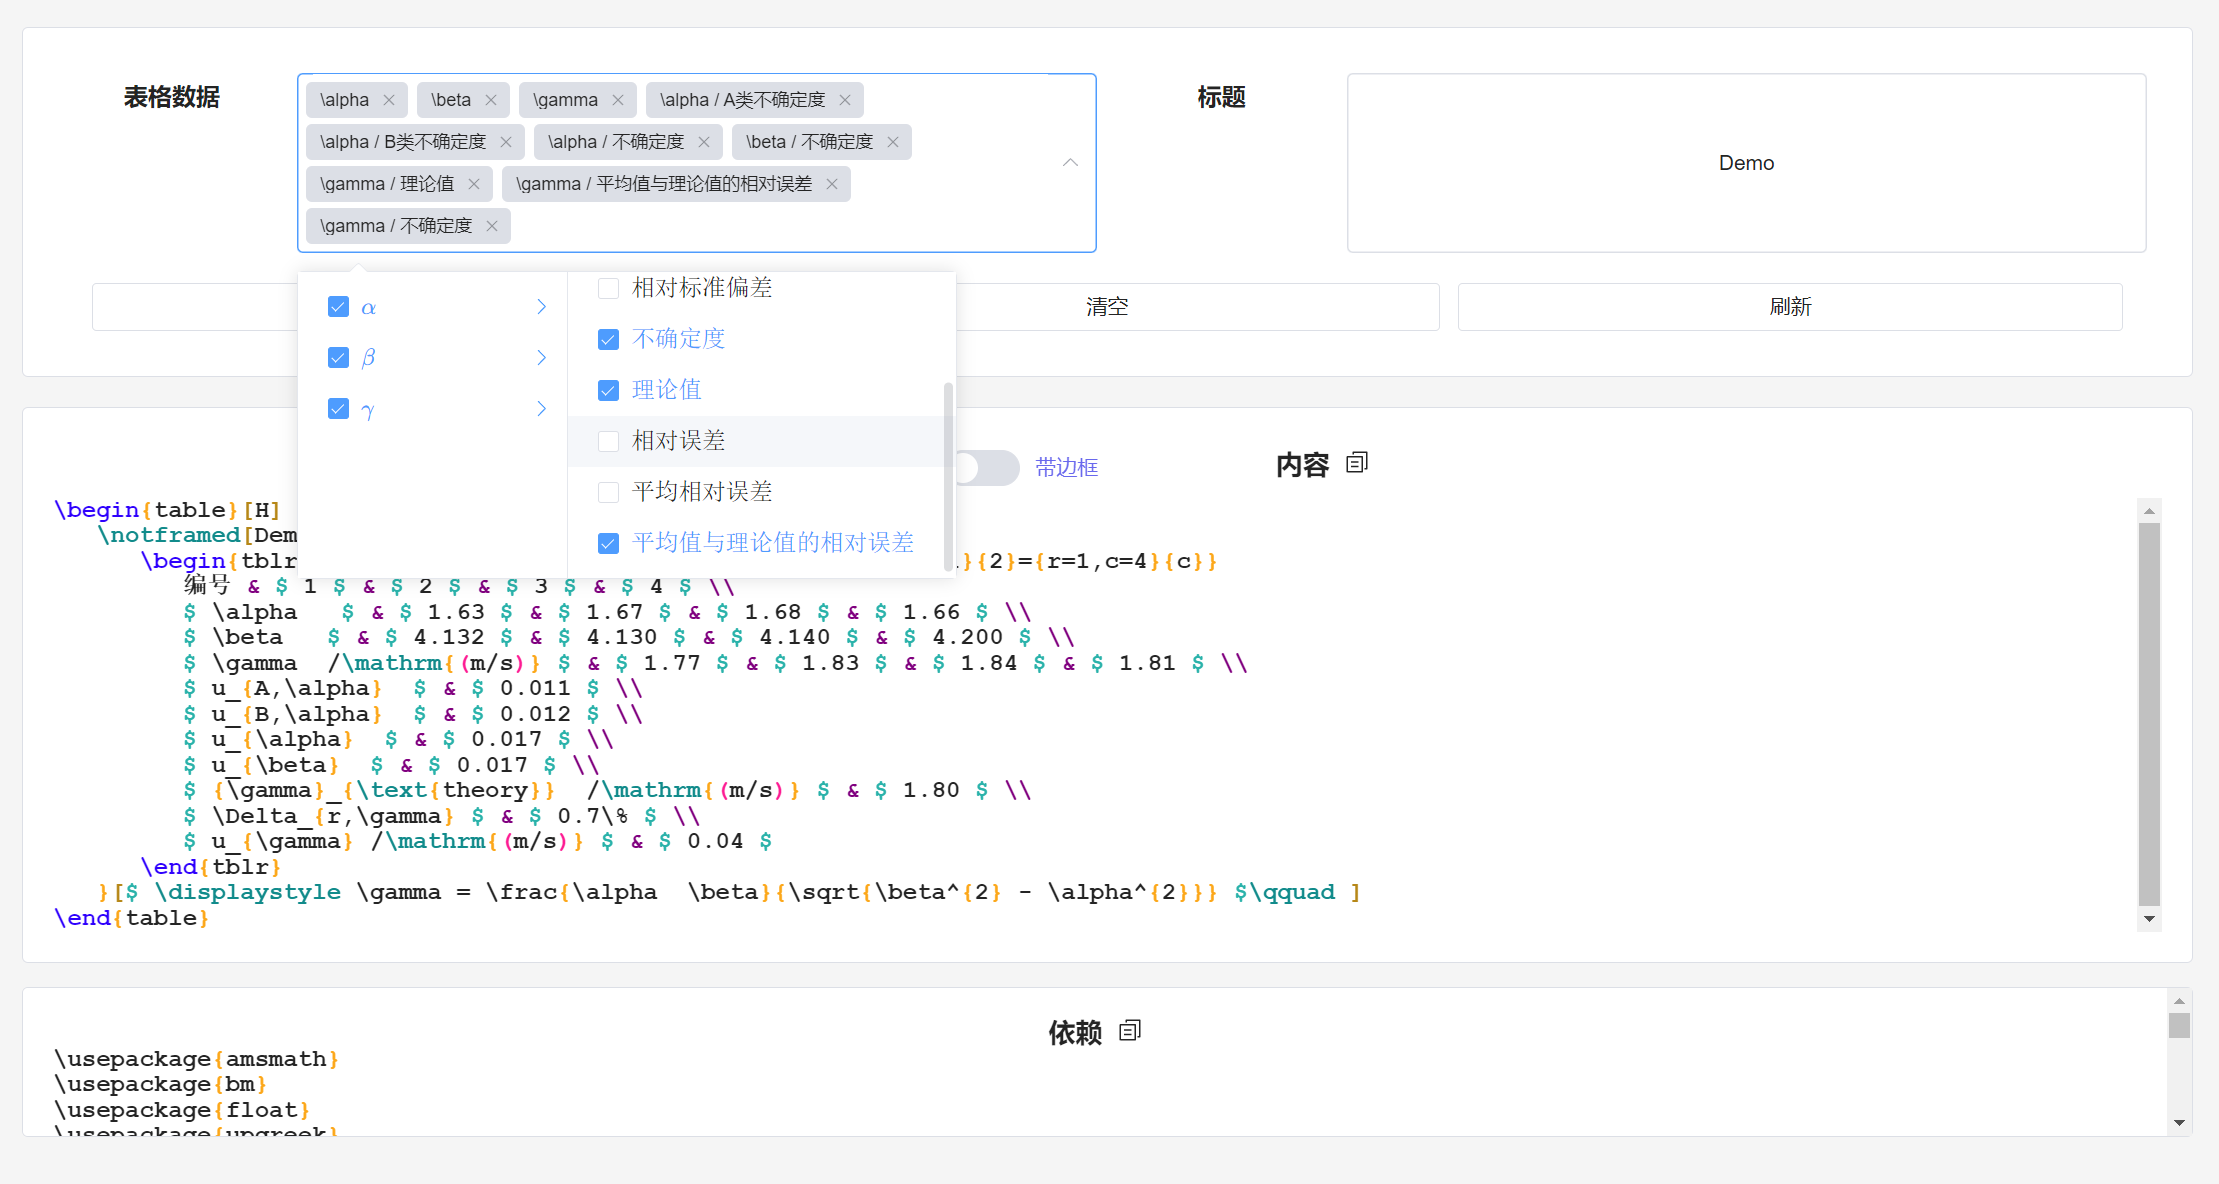 表格数据
\alpha
\beta
\gamma
\alpha / A类不确定度
\alpha / B类不确定度
\alpha / 不确定度
\beta / 不确定度
\gamma / 理论值
\gamma / 平均值与理论值的相对误差
\gamma / 不确定度
标题
Demo
α
β
γ
相对标准偏差
不确定度
理论值
相对误差
平均相对误差
平均值与理论值的相对误差
清空
刷新
带边框
内容
\begin{table}[H]
\notframed[Dem
\begin{tblr
}{2}={r=1,c=4}{c}}
编号 & $ 1 $ & $ 2 $ & $ 3 $ & $ 4 $ \\
$ \alpha   $ & $ 1.63 $ & $ 1.67 $ & $ 1.68 $ & $ 1.66 $ \\
$ \beta   $ & $ 4.132 $ & $ 4.130 $ & $ 4.140 $ & $ 4.200 $ \\
$ \gamma  /\mathrm{(m/s)} $ & $ 1.77 $ & $ 1.83 $ & $ 1.84 $ & $ 1.81 $ \\
$ u_{A,\alpha}  $ & $ 0.011 $ \\
$ u_{B,\alpha}  $ & $ 0.012 $ \\
$ u_{\alpha}  $ & $ 0.017 $ \\
$ u_{\beta}  $ & $ 0.017 $ \\
$ {\gamma}_{\text{theory}}  /\mathrm{(m/s)} $ & $ 1.80 $ \\
$ \Delta_{r,\gamma} $ & $ 0.7\% $ \\
$ u_{\gamma} /\mathrm{(m/s)} $ & $ 0.04 $
\end{tblr}
}[$ \displaystyle \gamma = \frac{\alpha  \beta}{\sqrt{\beta^{2} - \alpha^{2}}} $\qquad ]
\end{table}
依赖
\usepackage{amsmath}
\usepackage{bm}
\usepackage{float}
\usepackage{upgreek}